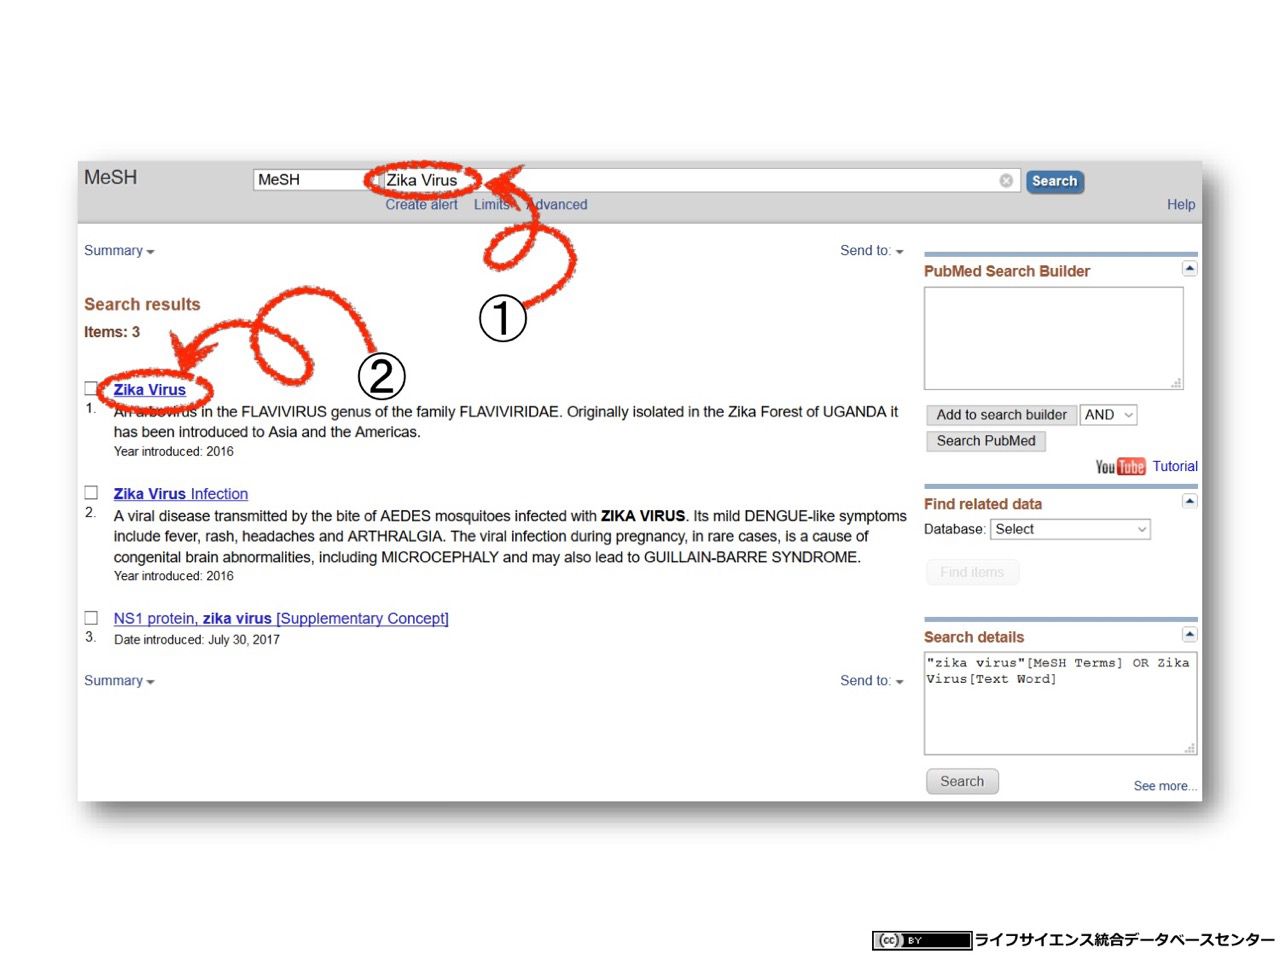 MeSH
MeSH
Zika Virus
Search
Create alert Limits Advanced
Help
Summary
Send to:
①
Search results
Items: 3
②
Zika Virus
1. An arbovirus in the FLAVIVIRUS genus of the family FLAVIVIRIDAE. Originally isolated in the Zika Forest of UGANDA it
has been introduced to Asia and the Americas.
Year introduced: 2016
Zika Virus Infection
2. A viral disease transmitted by the bite of AEDES mosquitoes infected with ZIKA VIRUS. Its mild DENGUE-like symptoms
include fever, rash, headaches and ARTHRALGIA. The viral infection during pregnancy, in rare cases, is a cause of
congenital brain abnormalities, including MICROCEPHALY and may also lead to GUILLAIN-BARRE SYNDROME.
Year introduced: 2016
NS1 protein, zika virus [Supplementary Concept]
3. Date introduced: July 30, 2017
Summary
Send to:
PubMed Search Builder
Add to search builder AND
Search PubMed
YouTube Tutorial
Find related data
Database: Select
Find items
Search details
"zika virus"[MeSH Terms] OR Zika
Virus[Text Word]
Search
See more...
cc BY ライフサイエンス統合データベースセンター